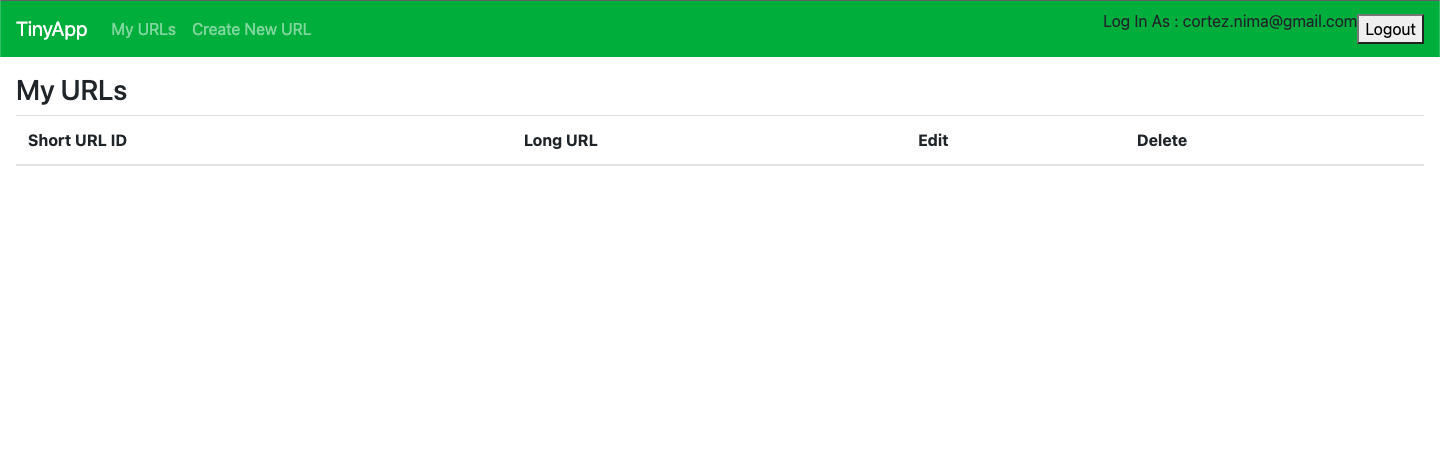 TinyApp My URLs Create New URL Log In As : cortez.nima@gmail.com Logout
My URLs
Short URL ID Long URL Edit Delete